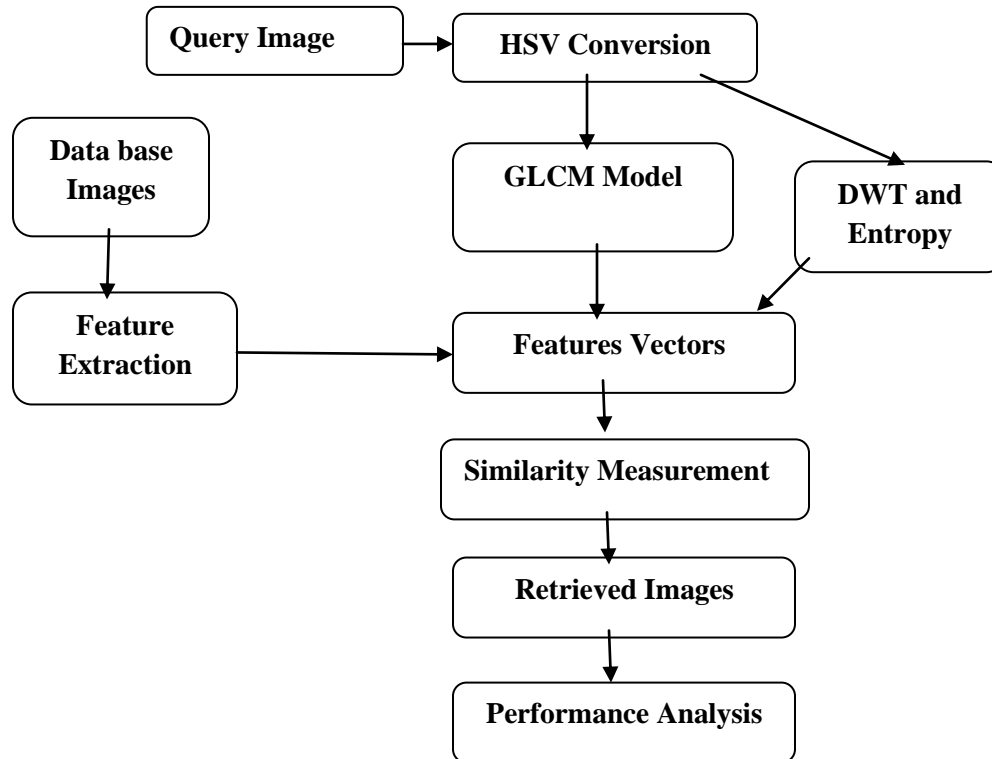 Query Image
HSV Conversion
Data base
Images
GLCM Model
DWT and
Entropy
Feature
Extraction
Features Vectors
Similarity Measurement
Retrieved Images
Performance Analysis